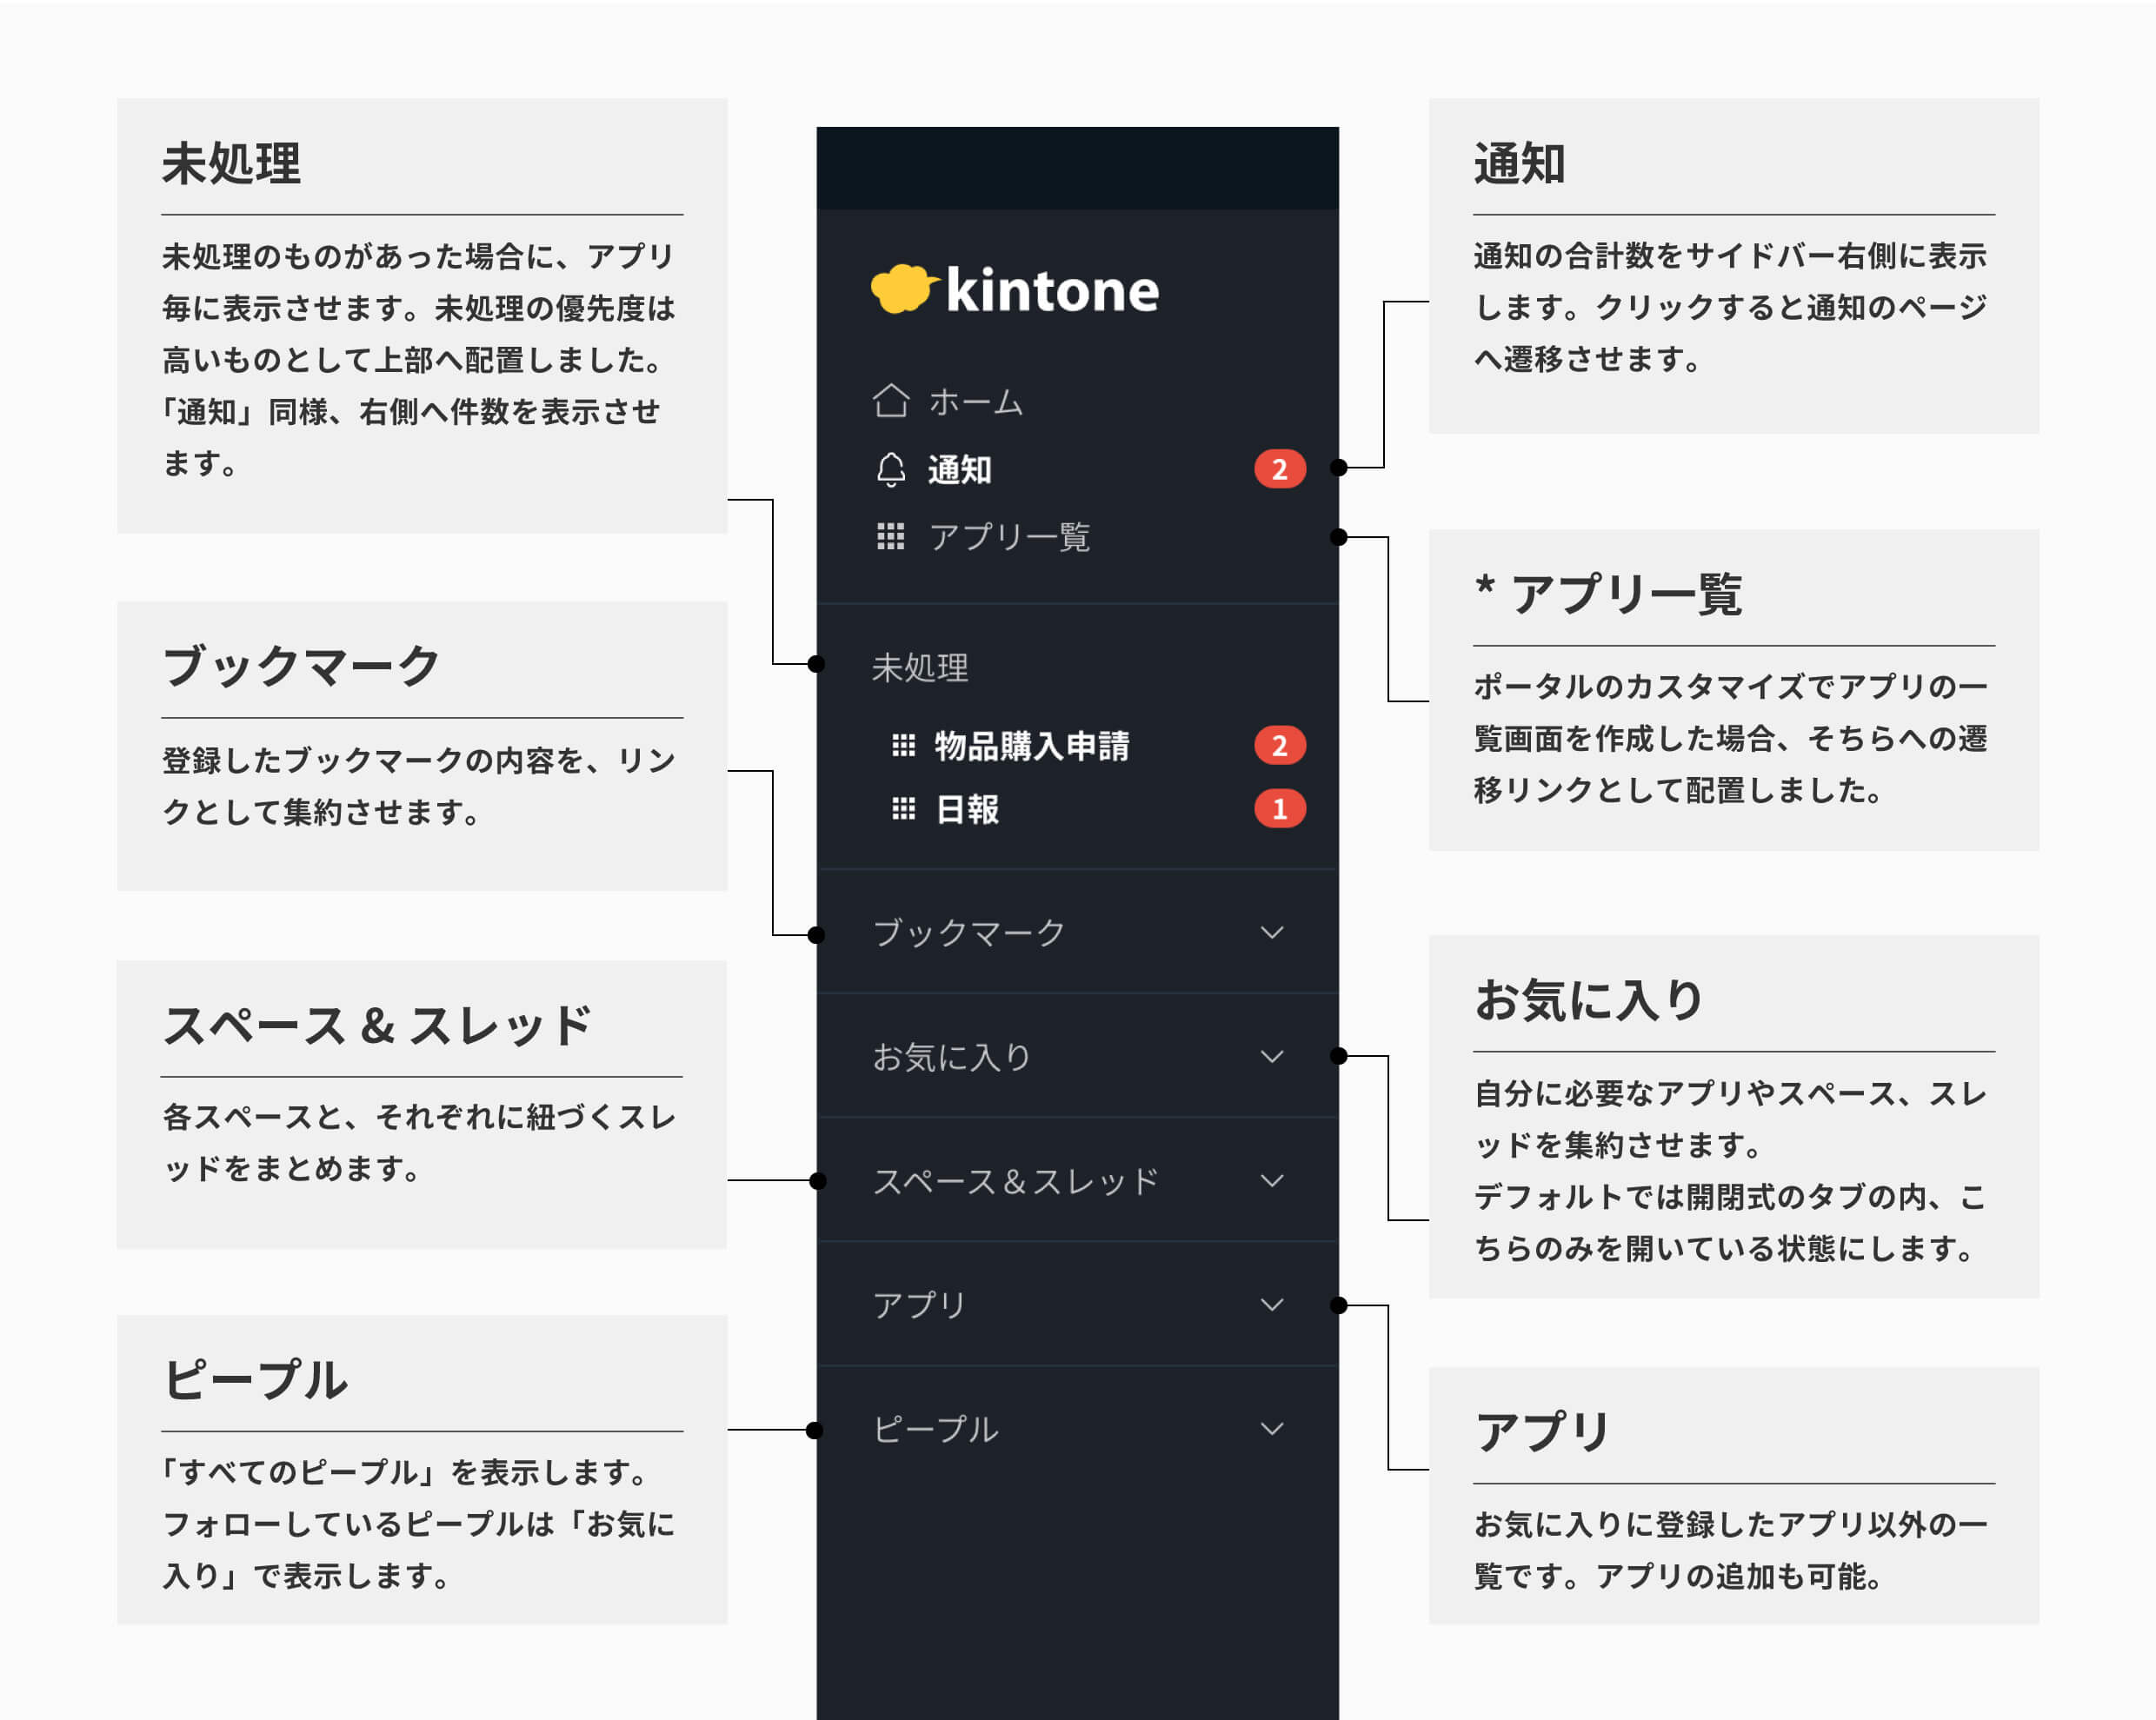 未処理
未処理のものがあった場合に、アプリ
毎に表示させます。未処理の優先度は
高いものとして上部へ配置しました。
「通知」同様、右側へ件数を表示させ
ます。
ブックマーク
登録したブックマークの内容を、リン
クとして集約させます。
スペース & スレッド
各スペースと、それぞれに紐づくスレ
ッドをまとめます。
ピープル
「すべてのピープル」を表示します。
フォローしているピープルは「お気に
入り」で表示します。
kintone
ホーム
通知 2
アプリ一覧
未処理
物品購入申請 2
日報 1
ブックマーク
お気に入り
スペース＆スレッド
アプリ
ピープル
通知
通知の合計数をサイドバー右側に表示
します。クリックすると通知のページ
へ遷移させます。
* アプリ一覧
ポータルのカスタマイズでアプリの一
覧画面を作成した場合、そちらへの遷
移リンクとして配置しました。
お気に入り
自分に必要なアプリやスペース、スレ
ッドを集約させます。
デフォルトでは開閉式のタブの内、こ
ちらのみを開いている状態にします。
アプリ
お気に入りに登録したアプリ以外の一
覧です。アプリの追加も可能。